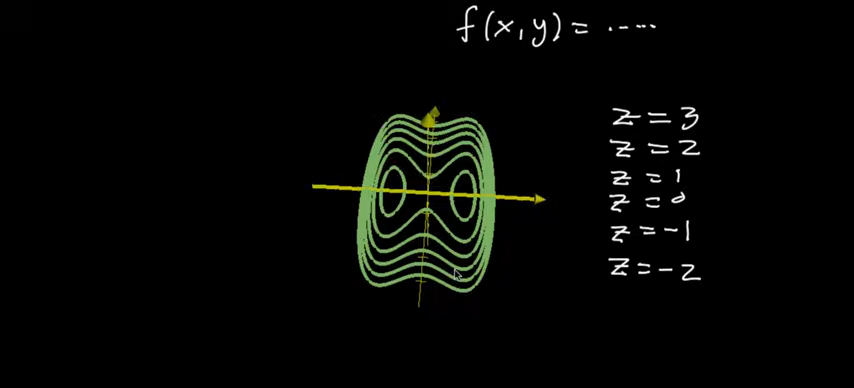 f(x,y) = .....
z = 3
z = 2
z = 1
z = 0
z = -1
z = -2